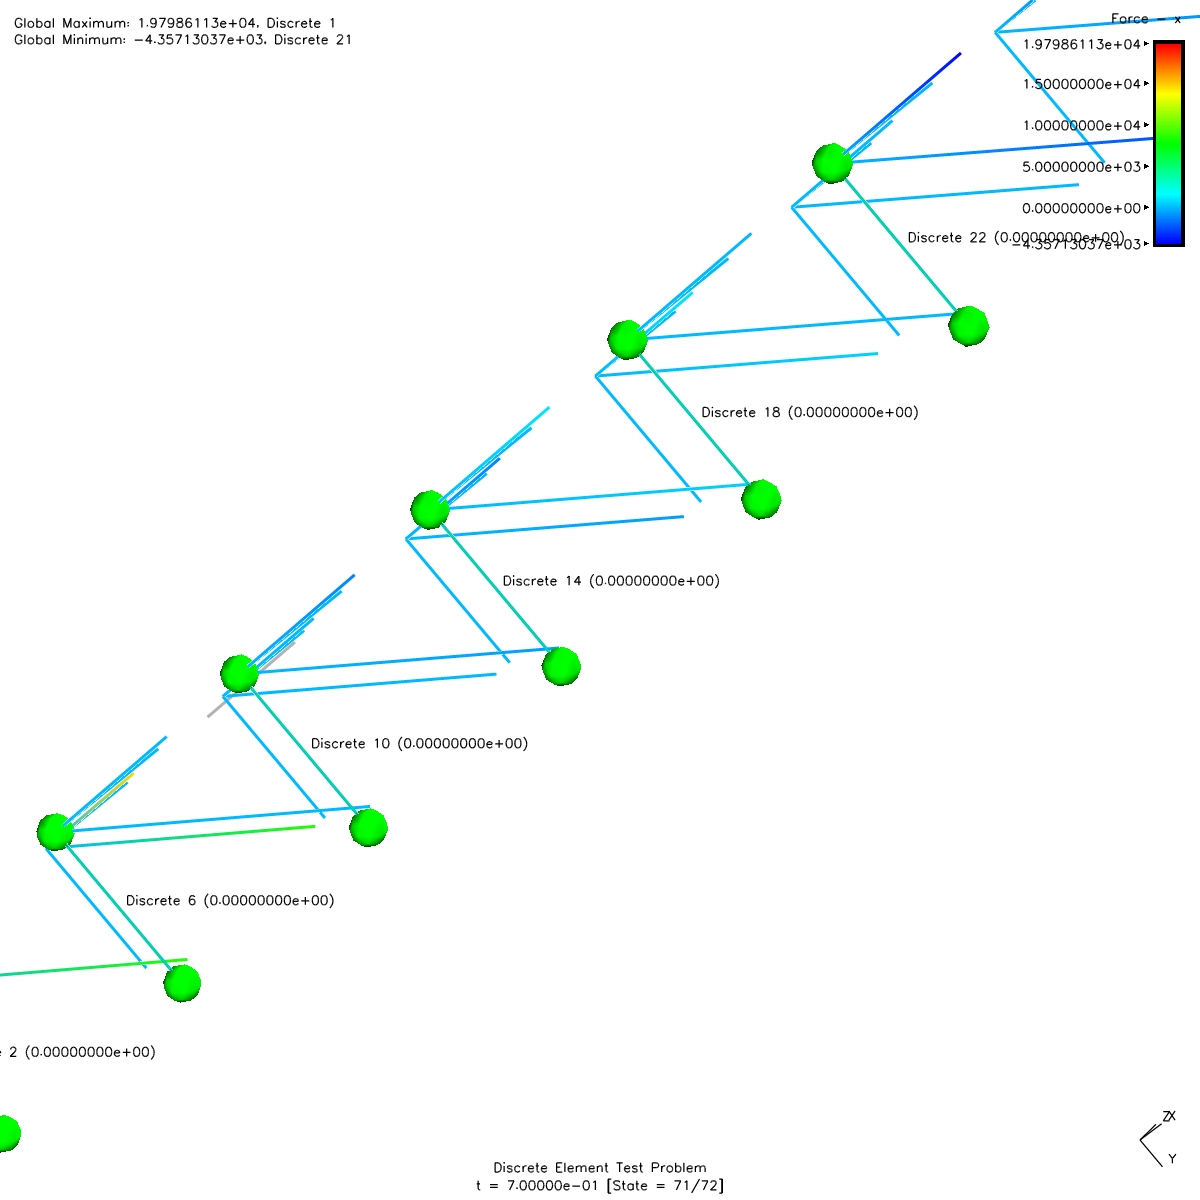 Global Maximum: 1.97986113e+04, Discrete 1
Global Minimum: -4.35713037e+03, Discrete 21
Force - x
1.97986113e+04
1.50000000e+04
1.00000000e+04
5.00000000e+03
0.00000000e+00
Discrete 22 (0.00000000e+00)
-4.35713037e+03
Discrete 18 (0.00000000e+00)
Discrete 14 (0.00000000e+00)
Discrete 10 (0.00000000e+00)
Discrete 6 (0.00000000e+00)
2 (0.00000000e+00)
ZX
Y
Discrete Element Test Problem
t = 7.00000e-01 [State = 71/72]